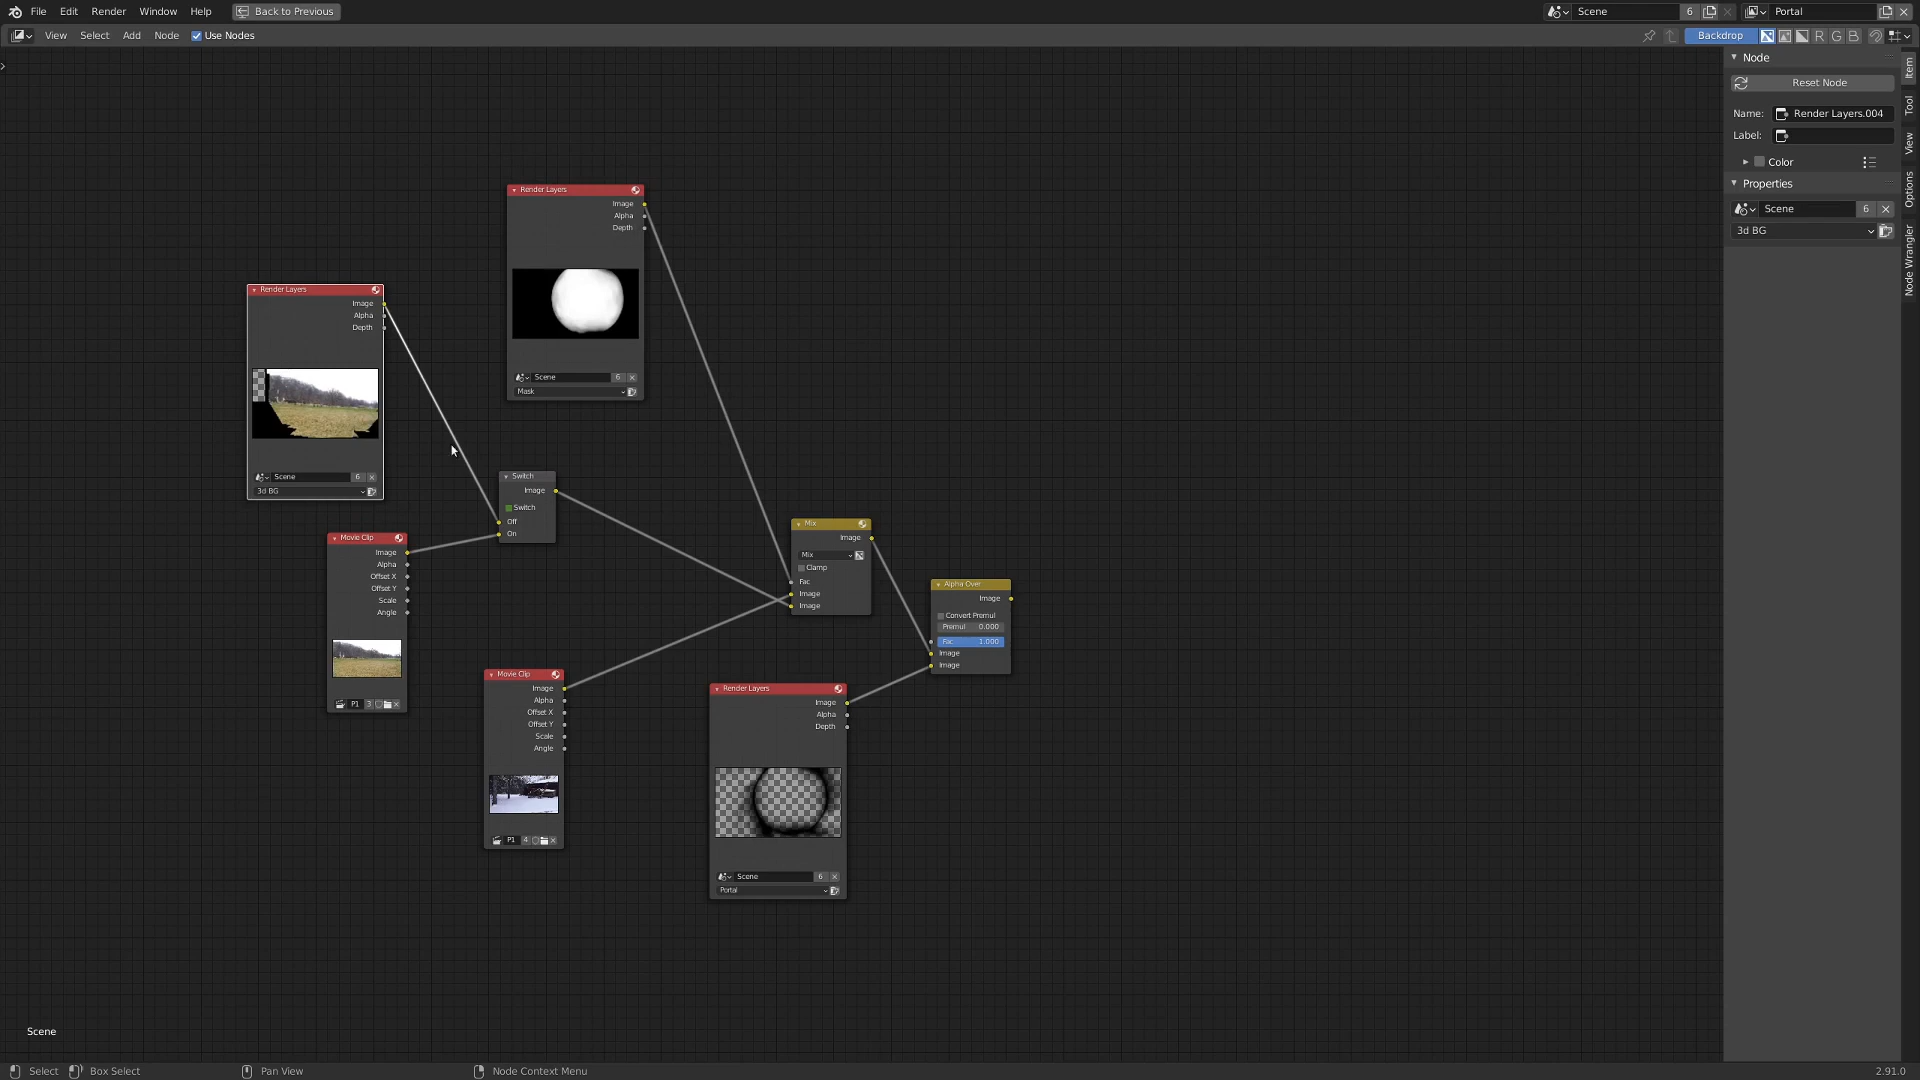 File Edit Render Window Help Back to Previous Scene 6 Portal
View Select Add Node Use Nodes Backdrop R G B
Node
Reset Node
Name: Render Layers.004
Label:
Color
Properties
Scene 6
3d BG
Item
Tool
View
Options
Node Wrangler
Render Layers
Image
Alpha
Depth
Scene 6
Mask
Render Layers
Image
Alpha
Depth
Scene 6
3d BG
Switch
Image
Switch
Off
On
Movie Clip
Image
Alpha
Offset X
Offset Y
Scale
Angle
P1 3
Mix
Image
Mix
Clamp
Fac
Image
Image
Alpha Over
Image
Convert Premul
Premul 0.000
Fac 1.000
Image
Image
Movie Clip
Image
Alpha
Offset X
Offset Y
Scale
Angle
P1 4
Render Layers
Image
Alpha
Depth
Scene 6
Portal
Scene
Select Box Select Pan View Node Context Menu 2.91.0